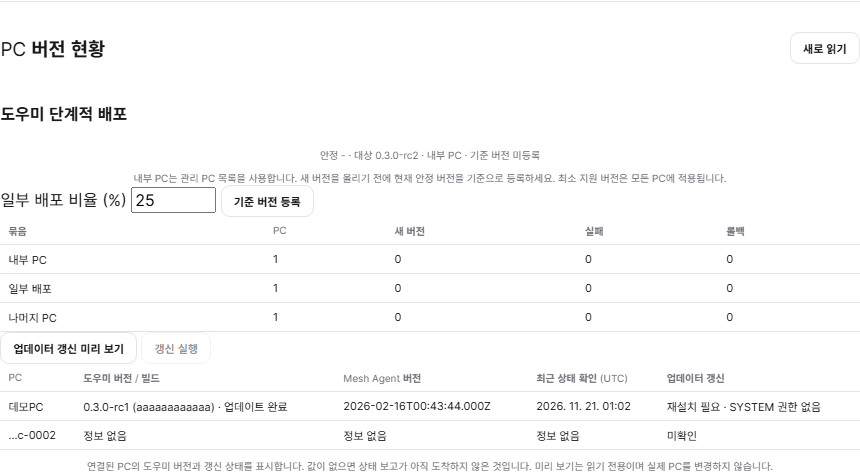 PC 버전 현황
새로 읽기
도우미 단계적 배포
안정 - · 대상 0.3.0-rc2 · 내부 PC · 기준 버전 미등록
내부 PC는 관리 PC 목록을 사용합니다. 새 버전을 올리기 전에 현재 안정 버전을 기준으로 등록하세요. 최소 지원 버전은 모든 PC에 적용됩니다.
일부 배포 비율 (%) 25 기준 버전 등록
묶음 PC 새 버전 실패 롤백
내부 PC 1 0 0 0
일부 배포 1 0 0 0
나머지 PC 1 0 0 0
업데이터 갱신 미리 보기 갱신 실행
PC 도우미 버전 / 빌드 Mesh Agent 버전 최근 상태 확인 (UTC) 업데이터 갱신
데모PC 0.3.0-rc1 (aaaaaaaaaaaa) · 업데이트 완료 2026-02-16T00:43:44.000Z 2026. 11. 21. 01:02 재설치 필요 · SYSTEM 권한 없음
…c-0002 정보 없음 정보 없음 정보 없음 미확인
연결된 PC의 도우미 버전과 갱신 상태를 표시합니다. 값이 없으면 상태 보고가 아직 도착하지 않은 것입니다. 미리 보기는 읽기 전용이며 실제 PC를 변경하지 않습니다.